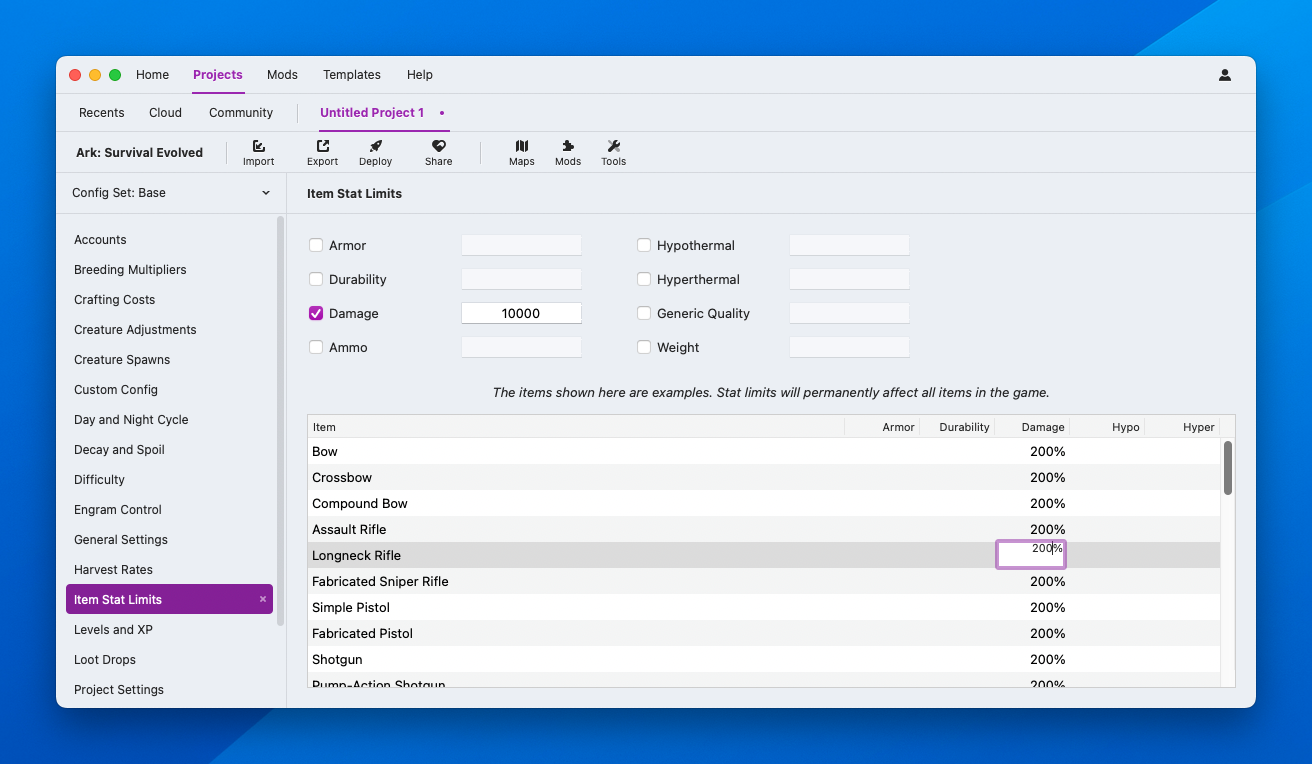 Home Projects Mods Templates Help
Recents Cloud Community Untitled Project 1 •
Ark: Survival Evolved Import Export Deploy Share Maps Mods Tools
Config Set: Base
Accounts
Breeding Multipliers
Crafting Costs
Creature Adjustments
Creature Spawns
Custom Config
Day and Night Cycle
Decay and Spoil
Difficulty
Engram Control
General Settings
Harvest Rates
Item Stat Limits ×
Levels and XP
Loot Drops
Project Settings
Item Stat Limits
Armor Hypothermal
Durability Hyperthermal
Damage 10000 Generic Quality
Ammo Weight
The items shown here are examples. Stat limits will permanently affect all items in the game.
Item Armor Durability Damage Hypo Hyper
Bow 200%
Crossbow 200%
Compound Bow 200%
Assault Rifle 200%
Longneck Rifle 200%
Fabricated Sniper Rifle 200%
Simple Pistol 200%
Fabricated Pistol 200%
Shotgun 200%
Pump-Action Shotgun 200%